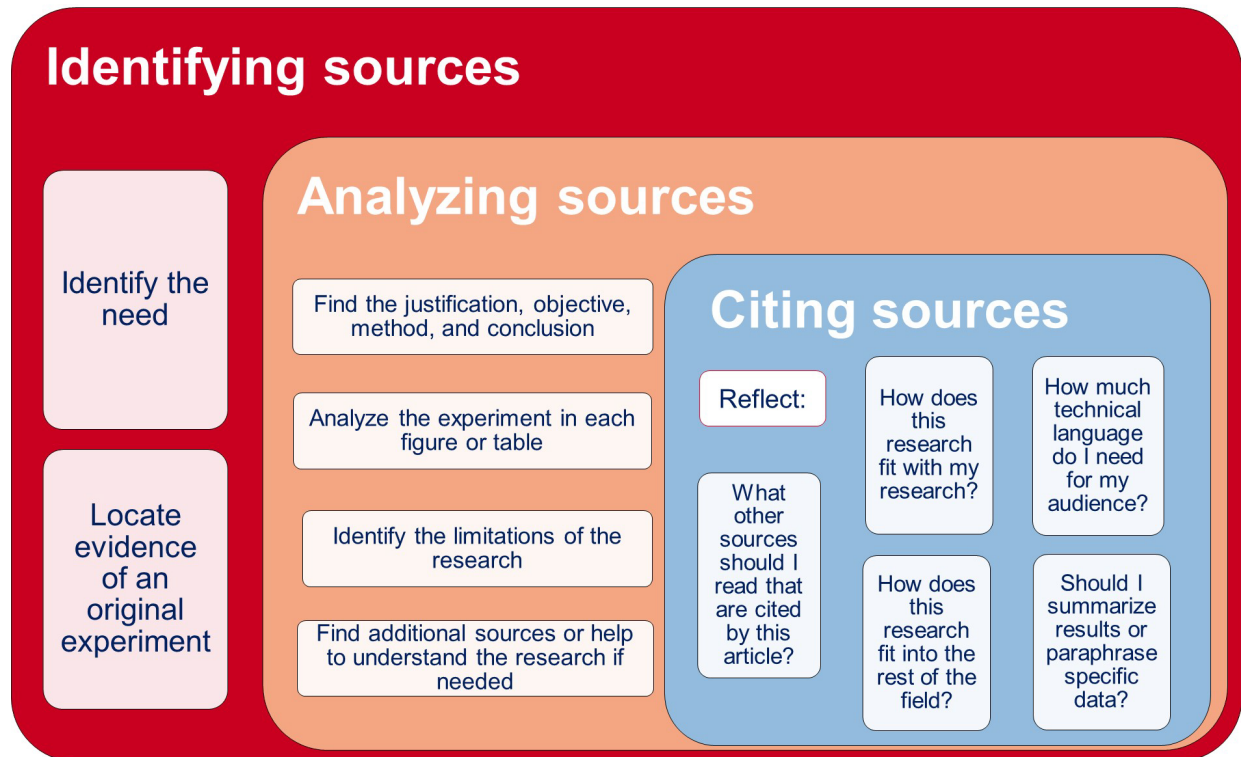 Identifying sources
Identify the
need
Locate
evidence
of an
original
experiment
Analyzing sources
Find the justification, objective,
method, and conclusion
Analyze the experiment in each
figure or table
Identify the limitations of the
research
Find additional sources or help
to understand the research if
needed
Citing sources
Reflect:
What
other
sources
should I
read that
are cited
by this
article?
How does
this
research
fit with my
research?
How does
this
research
fit into the
rest of the
field?
How much
technical
language
do I need
for my
audience?
Should I
summarize
results or
paraphrase
specific
data?